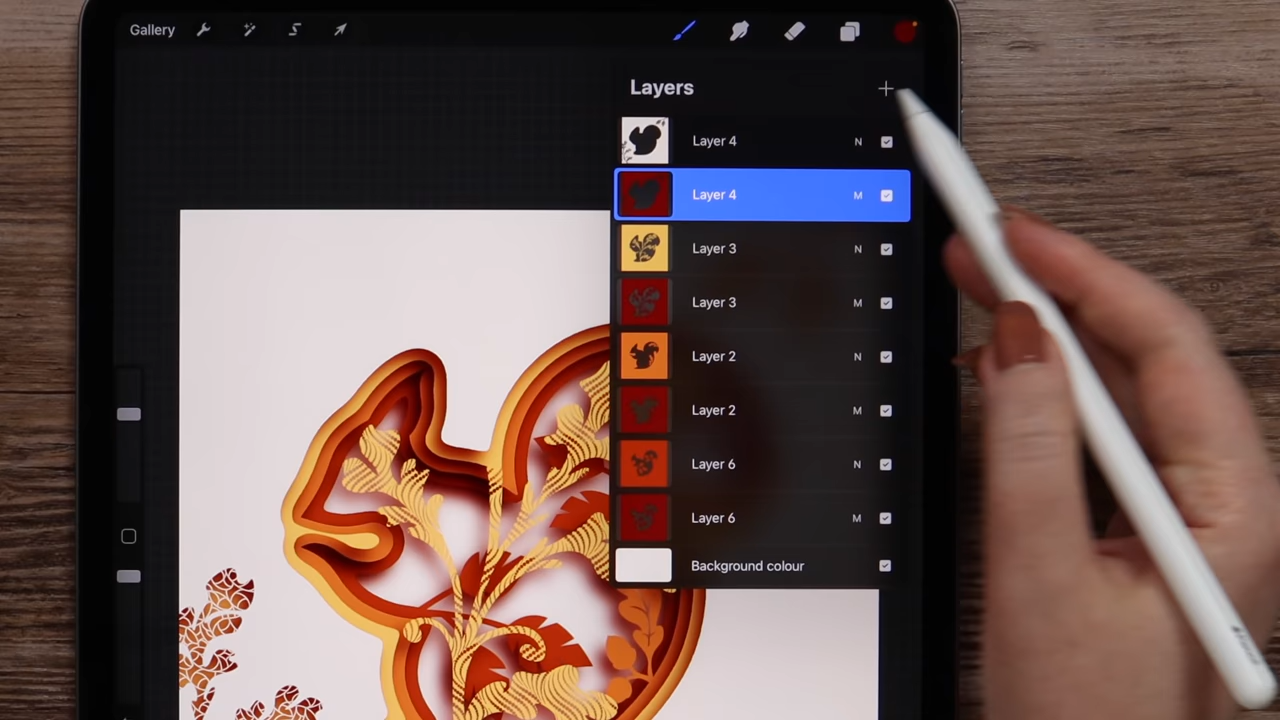 Gallery
Layers
Layer 4 N
Layer 4 M
Layer 3 N
Layer 3 M
Layer 2 N
Layer 2 M
Layer 6 N
Layer 6 M
Background colour